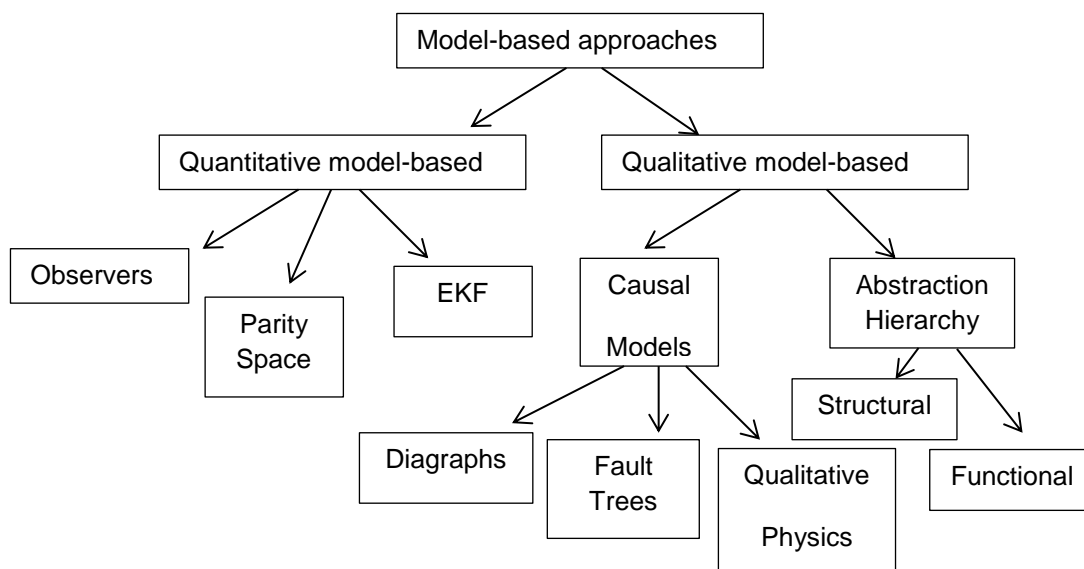 Model-based approaches
Quantitative model-based
Qualitative model-based
Observers
Parity
Space
EKF
Causal
Models
Abstraction
Hierarchy
Structural
Diagraphs
Fault
Trees
Qualitative
Physics
Functional